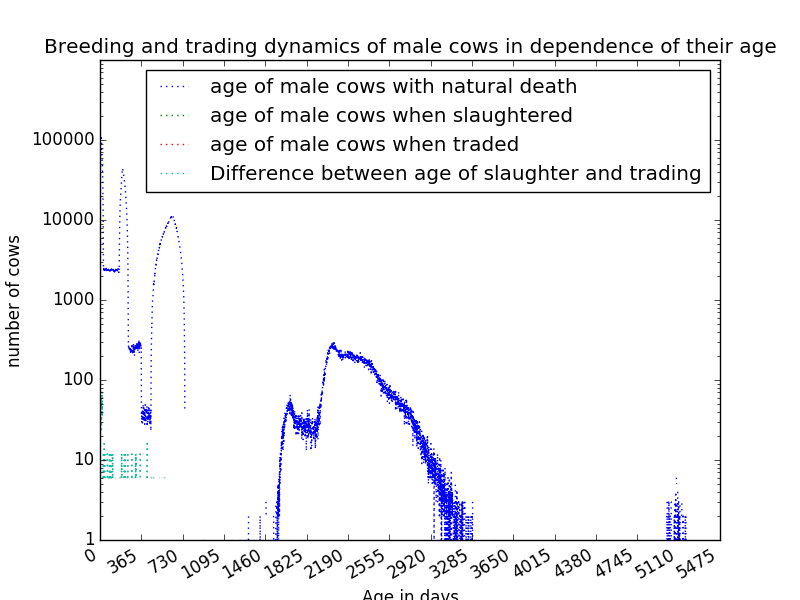 Breeding and trading dynamics of male cows in dependence of their age
age of male cows with natural death
age of male cows when slaughtered
age of male cows when traded
Difference between age of slaughter and trading
number of cows
100000
10000
1000
100
10
1
0 365 730 1095 1460 1825 2190 2555 2920 3285 3650 4015 4380 4745 5110 5475
Age in days